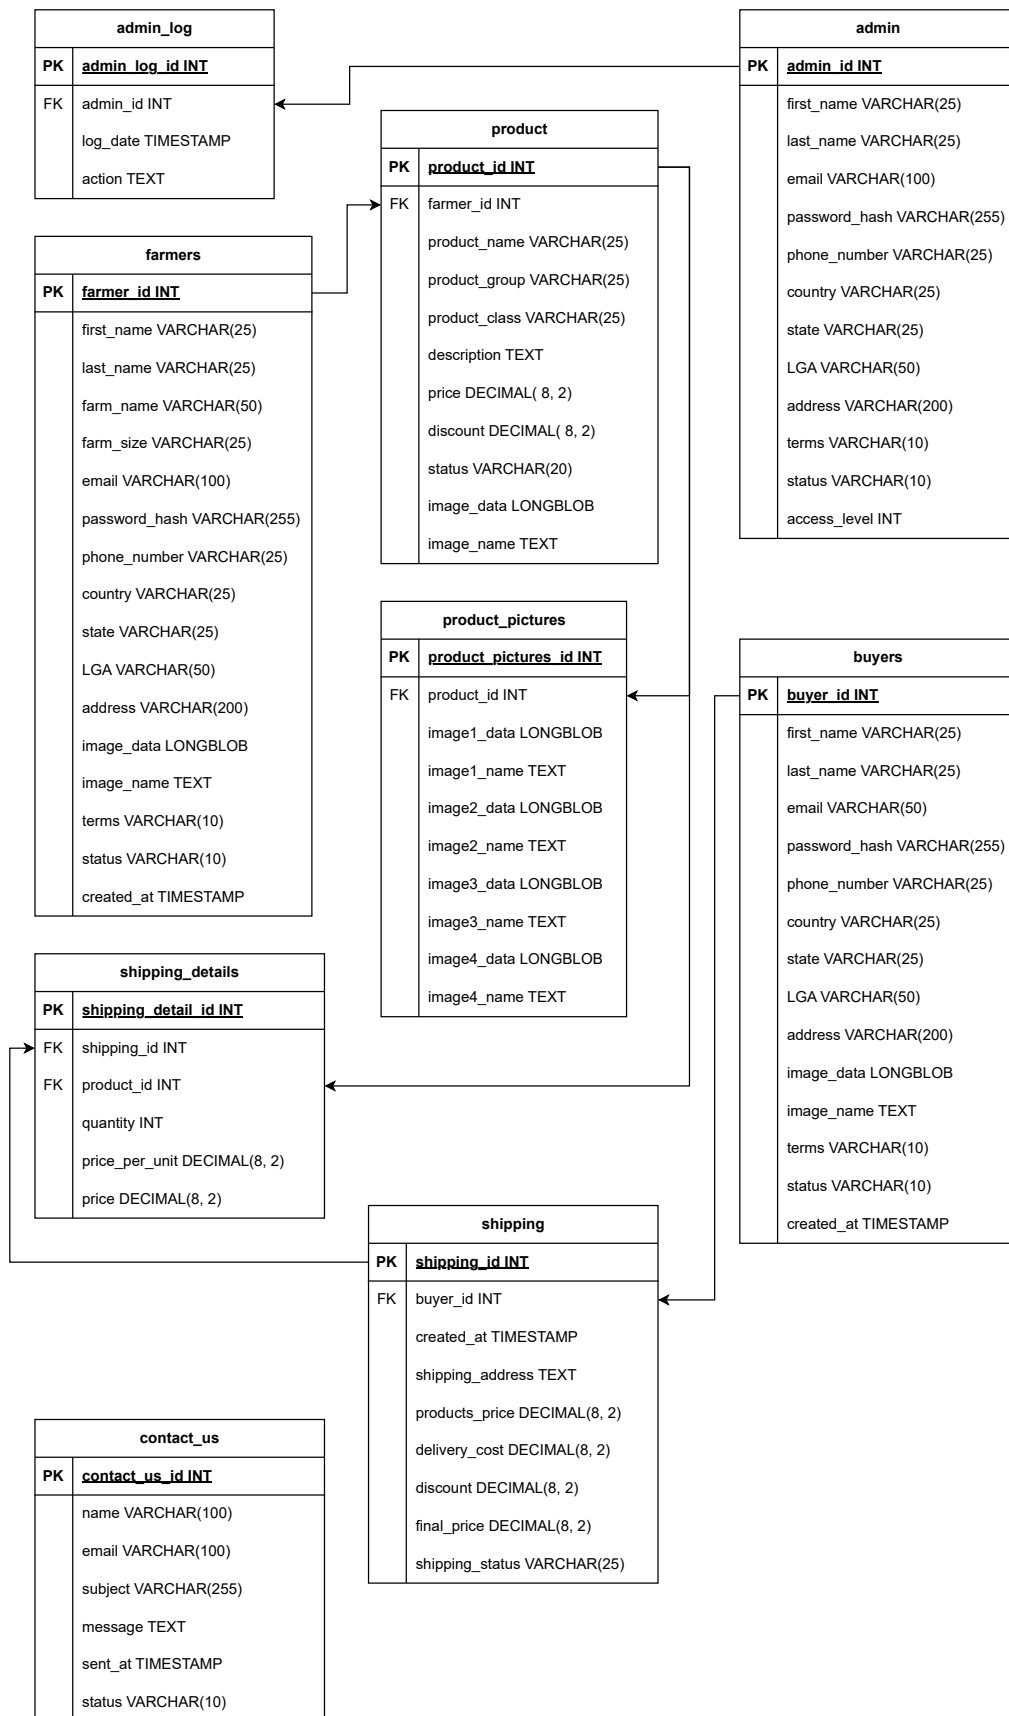 admin_log
PK admin_log_id INT
FK admin_id INT
log_date TIMESTAMP
action TEXT
admin
PK admin_id INT
first_name VARCHAR(25)
last_name VARCHAR(25)
email VARCHAR(100)
password_hash VARCHAR(255)
phone_number VARCHAR(25)
country VARCHAR(25)
state VARCHAR(25)
LGA VARCHAR(50)
address VARCHAR(200)
terms VARCHAR(10)
status VARCHAR(10)
access_level INT
product
PK product_id INT
FK farmer_id INT
product_name VARCHAR(25)
product_group VARCHAR(25)
product_class VARCHAR(25)
description TEXT
price DECIMAL( 8, 2)
discount DECIMAL( 8, 2)
status VARCHAR(20)
image_data LONGBLOB
image_name TEXT
farmers
PK farmer_id INT
first_name VARCHAR(25)
last_name VARCHAR(25)
farm_name VARCHAR(50)
farm_size VARCHAR(25)
email VARCHAR(100)
password_hash VARCHAR(255)
phone_number VARCHAR(25)
country VARCHAR(25)
state VARCHAR(25)
LGA VARCHAR(50)
address VARCHAR(200)
image_data LONGBLOB
image_name TEXT
terms VARCHAR(10)
status VARCHAR(10)
created_at TIMESTAMP
product_pictures
PK product_pictures_id INT
FK product_id INT
image1_data LONGBLOB
image1_name TEXT
image2_data LONGBLOB
image2_name TEXT
image3_data LONGBLOB
image3_name TEXT
image4_data LONGBLOB
image4_name TEXT
buyers
PK buyer_id INT
first_name VARCHAR(25)
last_name VARCHAR(25)
email VARCHAR(50)
password_hash VARCHAR(255)
phone_number VARCHAR(25)
country VARCHAR(25)
state VARCHAR(25)
LGA VARCHAR(50)
address VARCHAR(200)
image_data LONGBLOB
image_name TEXT
terms VARCHAR(10)
status VARCHAR(10)
created_at TIMESTAMP
shipping_details
PK shipping_detail_id INT
FK shipping_id INT
FK product_id INT
quantity INT
price_per_unit DECIMAL(8, 2)
price DECIMAL(8, 2)
shipping
PK shipping_id INT
FK buyer_id INT
created_at TIMESTAMP
shipping_address TEXT
products_price DECIMAL(8, 2)
delivery_cost DECIMAL(8, 2)
discount DECIMAL(8, 2)
final_price DECIMAL(8, 2)
shipping_status VARCHAR(25)
contact_us
PK contact_us_id INT
name VARCHAR(100)
email VARCHAR(100)
subject VARCHAR(255)
message TEXT
sent_at TIMESTAMP
status VARCHAR(10)